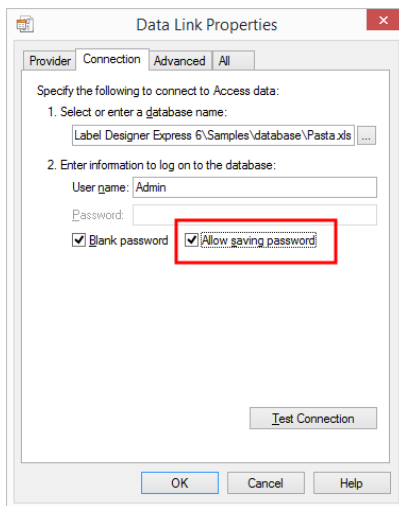 Data Link Properties
Provider Connection Advanced All
Specify the following to connect to Access data:
1. Select or enter a database name:
Label Designer Express 6\Samples\database\Pasta.xls ...
2. Enter information to log on to the database:
User name: Admin
Password:
Blank password Allow saving password
Test Connection
OK Cancel Help